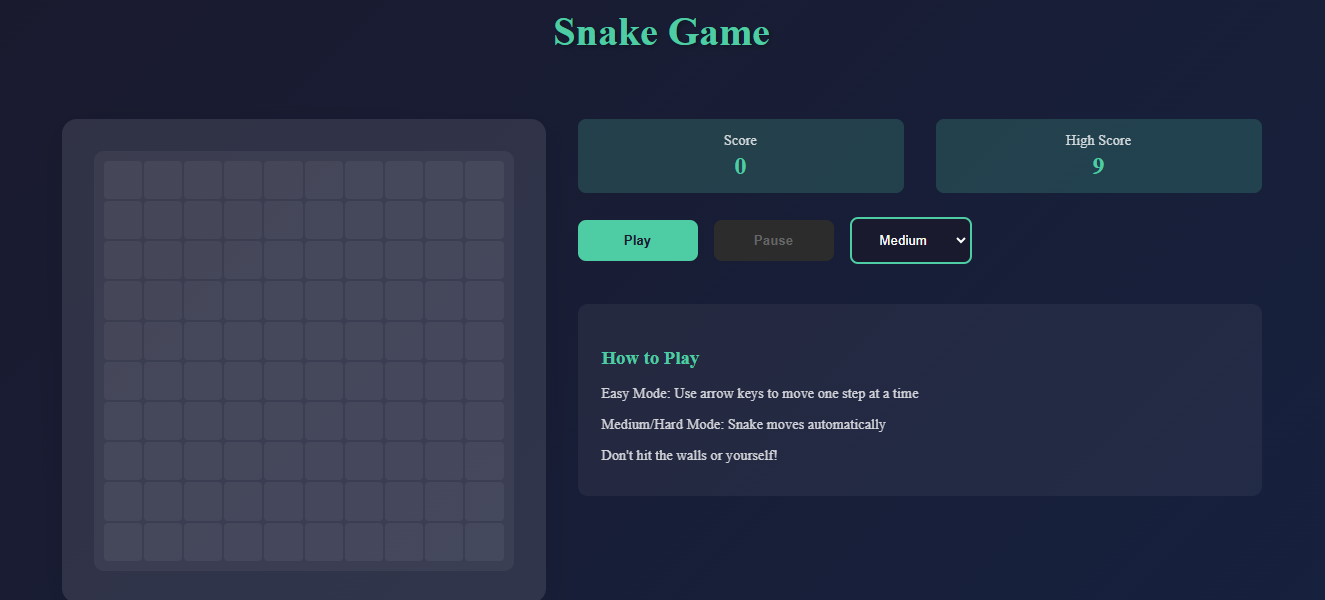 Snake Game
Score
0
High Score
9
Play
Pause
Medium
How to Play
Easy Mode: Use arrow keys to move one step at a time
Medium/Hard Mode: Snake moves automatically
Don't hit the walls or yourself!